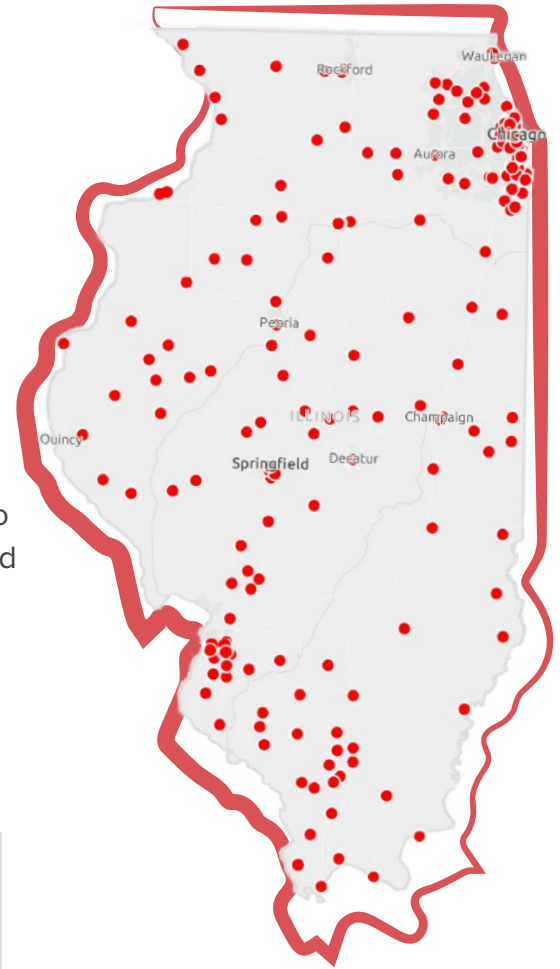 Waukegan
Rockford
Chicago
Aurora
Peoria
ILLINOIS
Champaign
Quincy
Springfield
Decatur
o
d